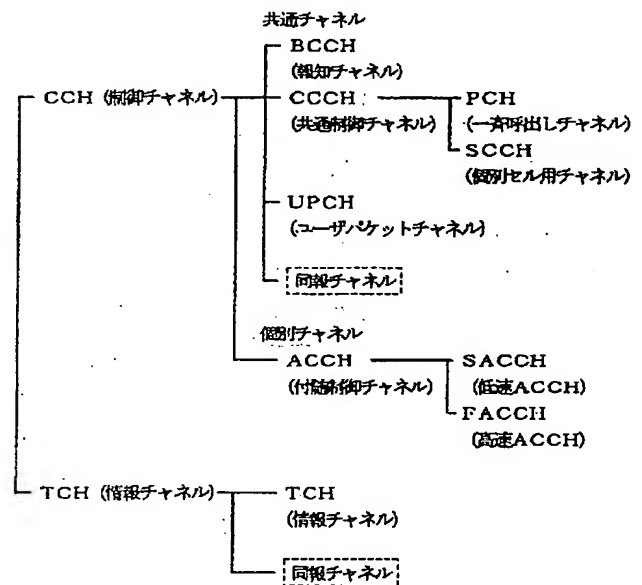 共通チャネル
BCCH
(報知チャネル)
CCH (制御チャネル)
CCCH
(共通制御チャネル)
PCH
(一斉呼出しチャネル)
SCCH
(個別セル用チャネル)
UPCH
(ユーザパケットチャネル)
同報チャネル
個別チャネル
ACCH
(付随制御チャネル)
SACCH
(低速ACCH)
FACCH
(高速ACCH)
TCH (情報チャネル)
TCH
(情報チャネル)
同報チャネル